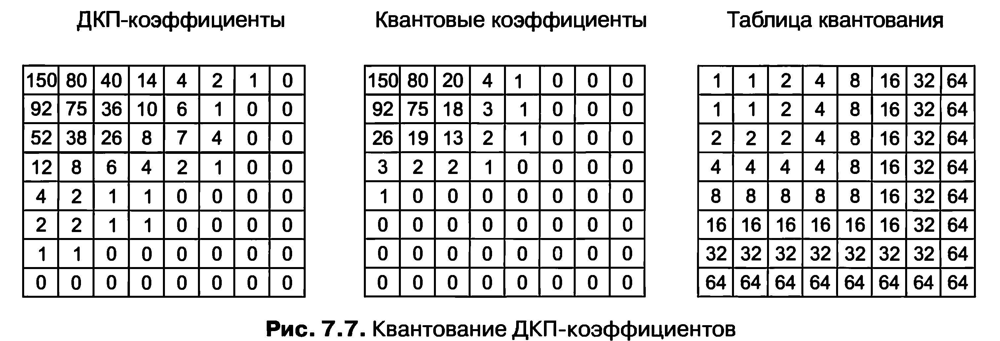 ДКП-коэффициенты Квантовые коэффициенты Таблица квантования
150 80 40 14 4 2 1 0 150 80 20 4 1 0 0 0 1 1 2 4 8 16 32 64
92 75 36 10 6 1 0 0 92 75 18 3 1 0 0 0 1 1 2 4 8 16 32 64
52 38 26 8 7 4 0 0 26 19 13 2 1 0 0 0 2 2 2 4 8 16 32 64
12 8 6 4 2 1 0 0 3 2 2 1 0 0 0 0 4 4 4 4 8 16 32 64
4 2 1 1 0 0 0 0 1 0 0 0 0 0 0 0 8 8 8 8 8 16 32 64
2 2 1 1 0 0 0 0 0 0 0 0 0 0 0 0 16 16 16 16 16 16 32 64
1 1 0 0 0 0 0 0 0 0 0 0 0 0 0 0 32 32 32 32 32 32 32 64
0 0 0 0 0 0 0 0 0 0 0 0 0 0 0 0 64 64 64 64 64 64 64 64
Рис. 7.7. Квантование ДКП-коэффициентов